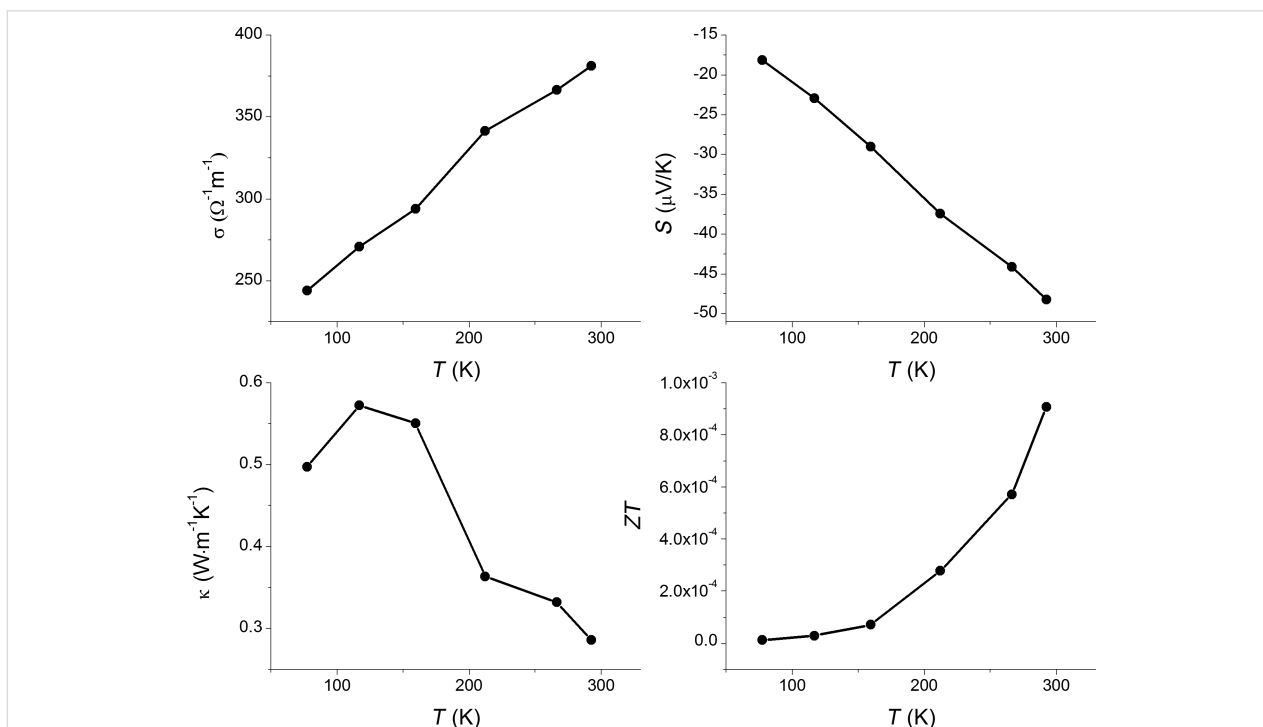 400
350
300
250
σ (Ω⁻¹m⁻¹)
100 200 300
T (K)
-15
-20
-25
-30
-35
-40
-45
-50
S (μV/K)
100 200 300
T (K)
0.6
0.5
0.4
0.3
κ (W·m⁻¹K⁻¹)
100 200 300
T (K)
1.0x10⁻³
8.0x10⁻⁴
6.0x10⁻⁴
4.0x10⁻⁴
2.0x10⁻⁴
0.0
ZT
100 200 300
T (K)